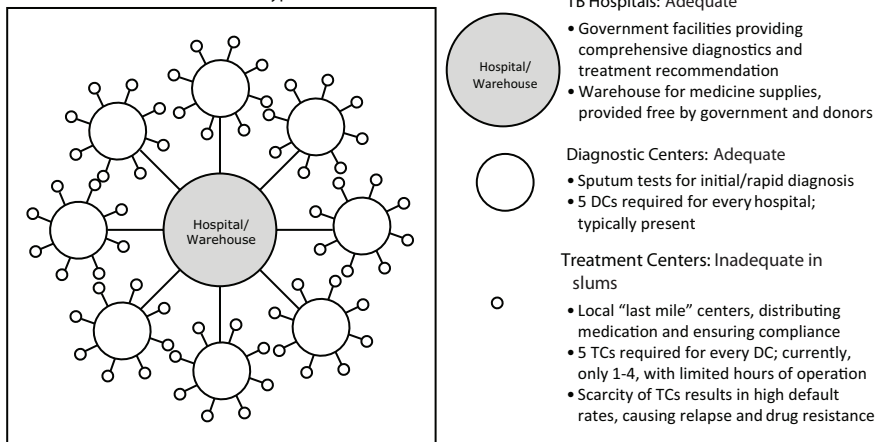 TB Hospitals: Adequate
Hospital/
Warehouse
• Government facilities providing
comprehensive diagnostics and
treatment recommendation
• Warehouse for medicine supplies,
provided free by government and donors
Diagnostic Centers: Adequate
• Sputum tests for initial/rapid diagnosis
• 5 DCs required for every hospital;
typically present
Hospital/
Warehouse
Treatment Centers: Inadequate in
slums
• Local “last mile” centers, distributing
medication and ensuring compliance
• 5 TCs required for every DC; currently,
only 1-4, with limited hours of operation
• Scarcity of TCs results in high default
rates, causing relapse and drug resistance